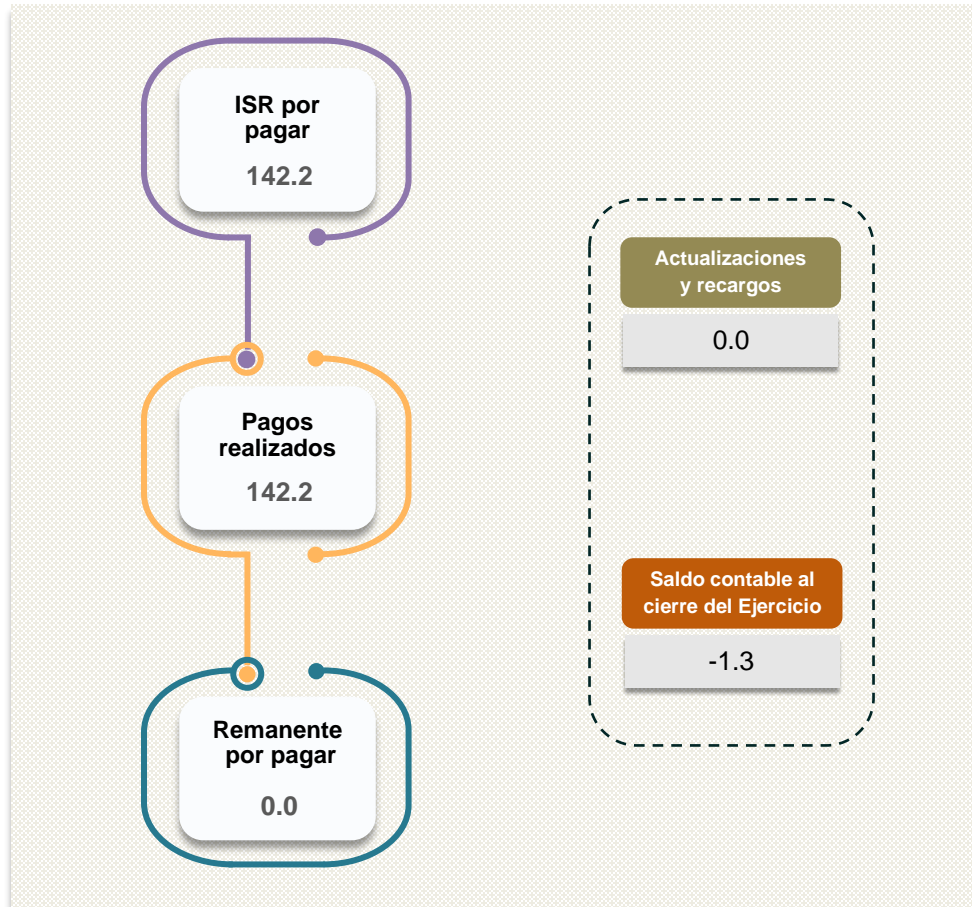 ISR por
pagar
142.2
Pagos
realizados
142.2
Remanente
por pagar
0.0
Actualizaciones
y recargos
0.0
Saldo contable al
cierre del Ejercicio
-1.3